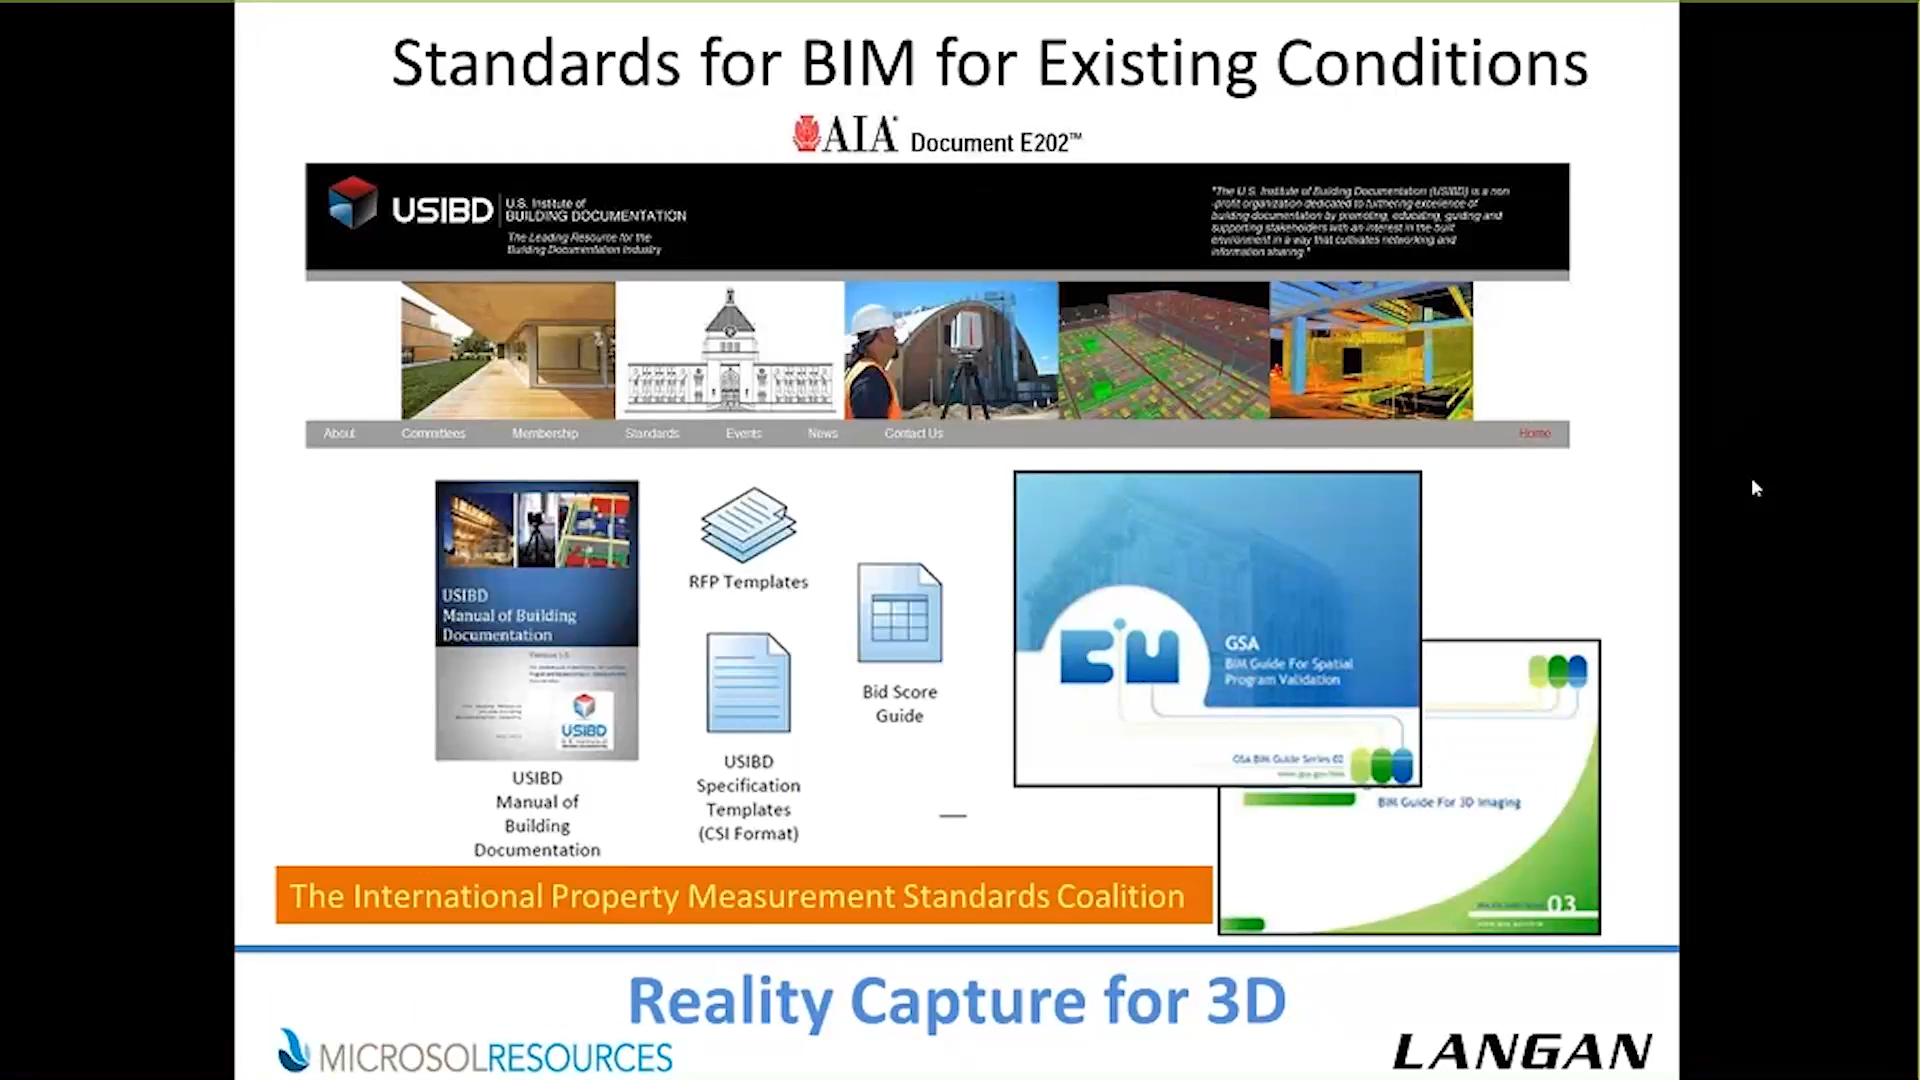 Standards for BIM for Existing Conditions
AIA Document E202™
USIBD
U.S. Institute of
BUILDING DOCUMENTATION
The Leading Resource for the
Building Documentation Industry
"The U.S. Institute of Building Documentation (USIBD) is a non
-profit organization dedicated to furthering excellence of
building documentation by promoting, educating, guiding and
supporting stakeholders with an interest in the built
environment in a way that cultivates networking and
information sharing."
About Committees Membership Standards Events News Contact Us Home
USIBD
Manual of Building
Documentation
USIBD
USIBD
Manual of
Building
Documentation
RFP Templates
USIBD
Specification
Templates
(CSI Format)
Bid Score
Guide
BIM
GSA
BIM Guide For Spatial
Program Validation
GSA BIM Guide Series 02
www.gsa.gov/bim
BIM Guide For 3D Imaging
03
The International Property Measurement Standards Coalition
Reality Capture for 3D
MICROSOLRESOURCES
LANGAN